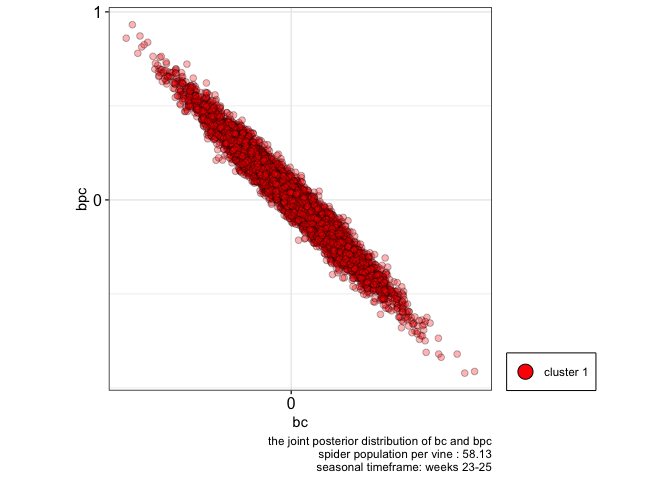 1
0
bpc
0
bc
cluster 1
the joint posterior distribution of bc and bpc
spider population per vine : 58.13
seasonal timeframe: weeks 23-25